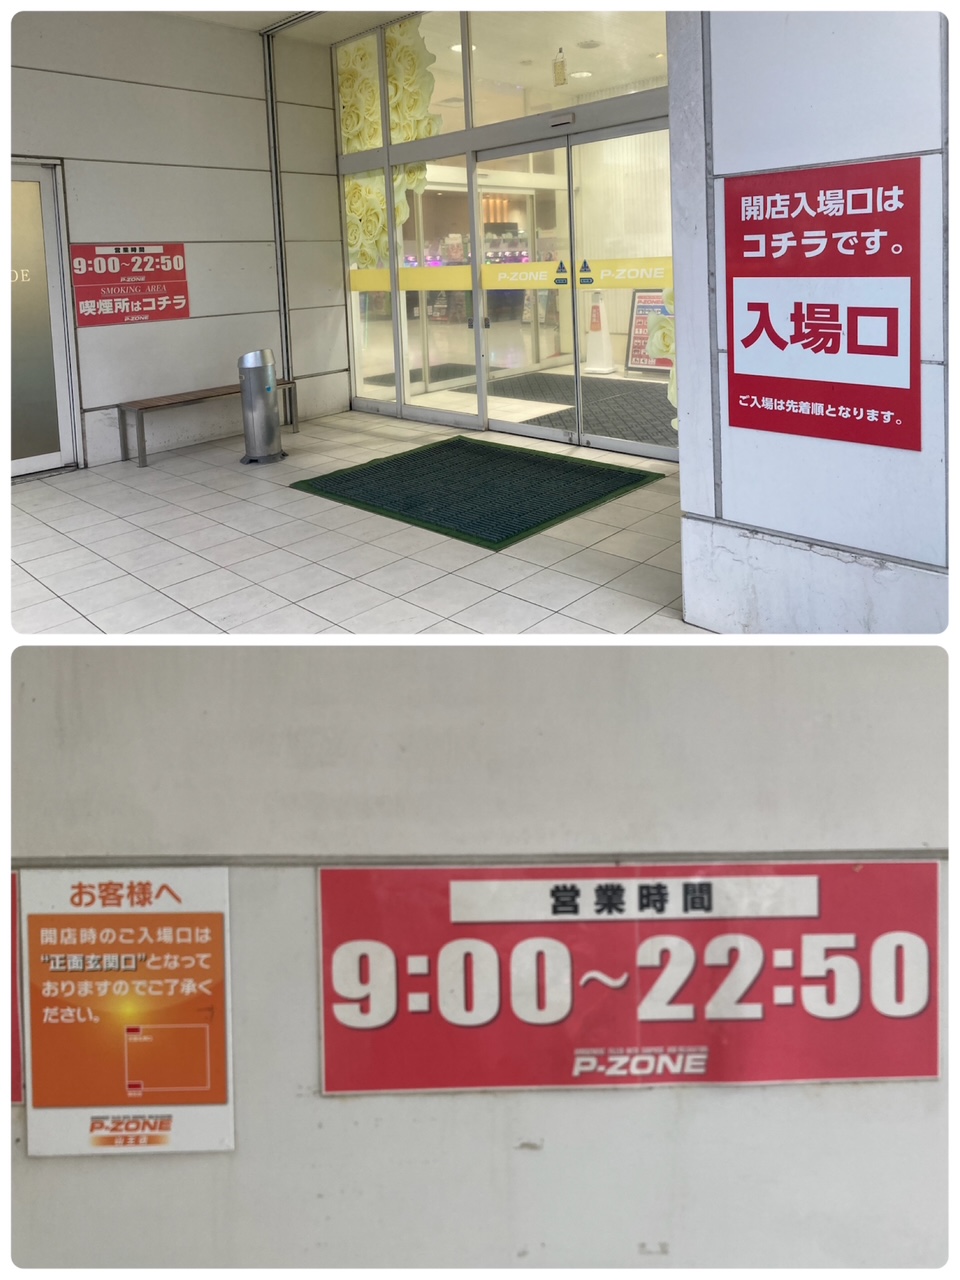 DE
営業時間
9:00~22:50
P-ZONE
SMOKING AREA
喫煙所はコチラ
P-ZONE
P-ZONE
P-ZONE
開店入場口は
コチラです。
入場口
ご入場は先着順となります。
お客様へ
開店時のご入場口は
"正面玄関口"となって
おりますのでご了承く
ださい。
P-ZONE
山王店
営業時間
9:00~22:50
P-ZONE